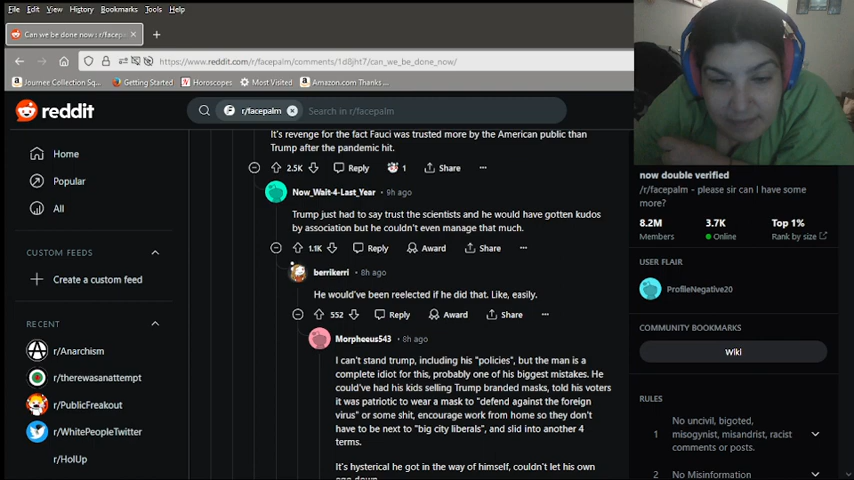 File Edit View History Bookmarks Tools Help
Can we be done now : r/facep
https://www.reddit.com/r/facepalm/comments/1d8jht7/can_we_be_done_now/
Journee Collection Sq... Getting Started Horoscopes Most Visited Amazon.com Thanks ...
reddit
r/facepalm
Search in r/facepalm
Home
Popular
All
CUSTOM FEEDS
Create a custom feed
RECENT
r/Anarchism
r/therewasanattempt
r/PublicFreakout
r/WhitePeopleTwitter
r/HolUp
It's revenge for the fact Fauci was trusted more by the American public than
Trump after the pandemic hit.
2.5K Reply 1 Share ...
Now_Wait-4-Last_Year · 9h ago
Trump just had to say trust the scientists and he would have gotten kudos
by association but he couldn't even manage that much.
1.1K Reply Award Share ...
berrikerri · 8h ago
He would've been reelected if he did that. Like, easily.
552 Reply Award Share ...
Morpheeus543 · 8h ago
I can't stand trump, including his "policies", but the man is a
complete idiot for this, probably one of his biggest mistakes. He
could've had his kids selling Trump branded masks, told his voters
it was patriotic to wear a mask to "defend against the foreign
virus" or some shit, encourage work from home so they don't
have to be next to "big city liberals", and slid into another 4
terms.
It's hysterical he got in the way of himself, couldn't let his own
ego down
now double verified
/r/facepalm - please sir can I have some
more?
8.2M 3.7K Top 1%
Members Online Rank by size
USER FLAIR
ProfileNegative20
COMMUNITY BOOKMARKS
Wiki
RULES
1 No uncivil, bigoted,
misogynist, misandrist, racist
comments or posts.
2 No Misinformation